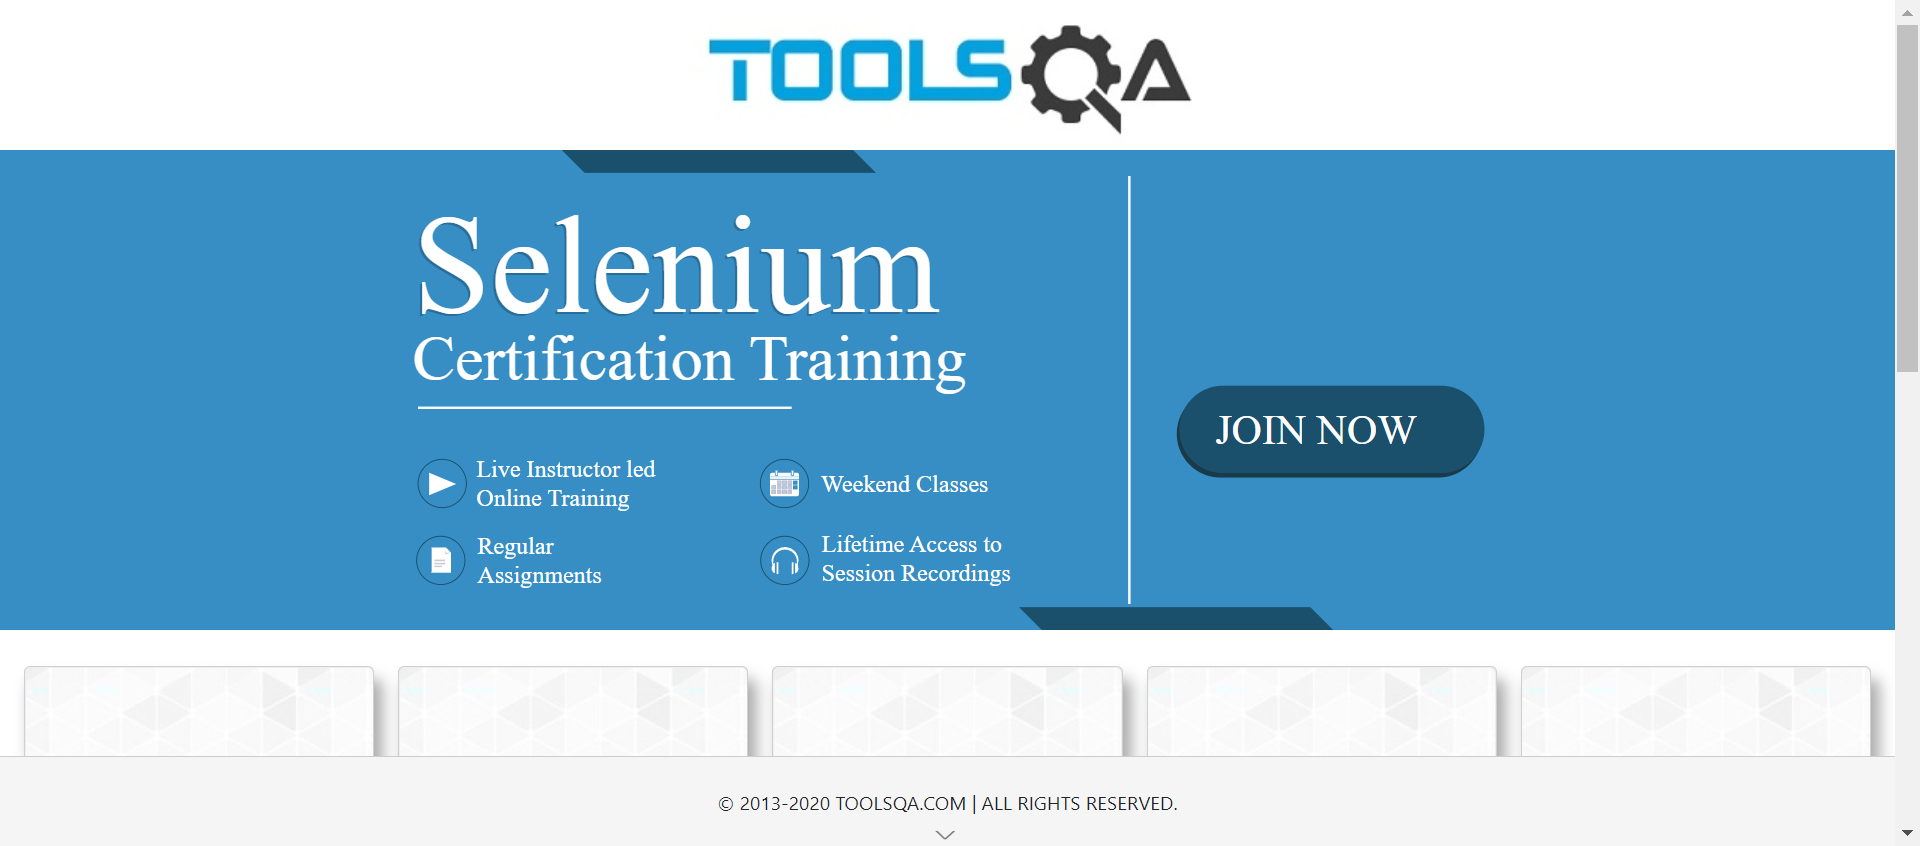 TOOLSQA
Selenium
Certification Training
Live Instructor led
Online Training
Weekend Classes
Regular
Assignments
Lifetime Access to
Session Recordings
JOIN NOW
© 2013-2020 TOOLSQA.COM | ALL RIGHTS RESERVED.